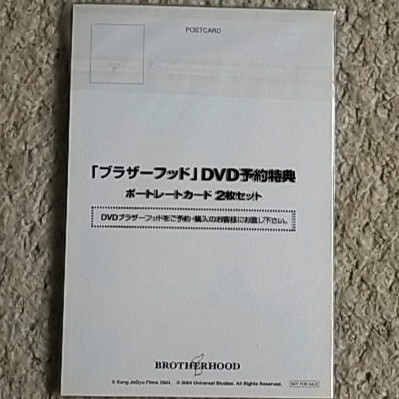 POSTCARD
「ブラザーフッド」DVD予約特典
ポートレートカード 2枚セット
DVDブラザーフッドをご予約・購入のお客様にお渡し下さい。
BROTHERHOOD
© Kang JeGyu Films 2004. © 2004 Universal Studios. All Rights Reserved.
NOT FOR SALE